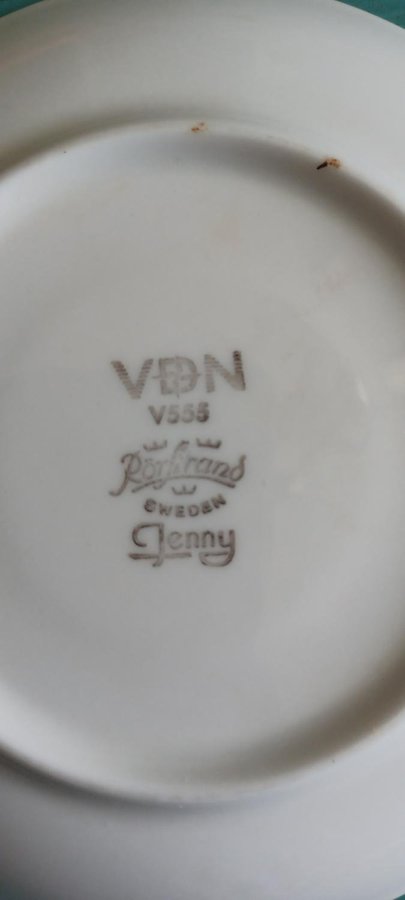 VDN
V555
Rörstrand
SWEDEN
Jenny